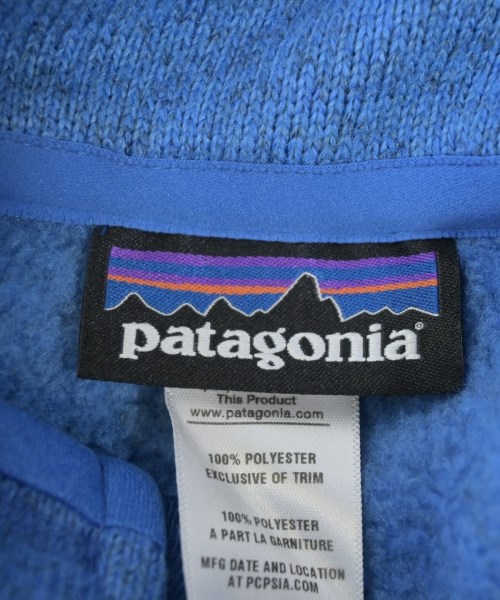 patagonia®
This Product
www.patagonia.com
100% POLYESTER
EXCLUSIVE OF TRIM
100% POLYESTER
A PART LA GARNITURE
MFG DATE AND LOCATION
AT PCPSIA.COM